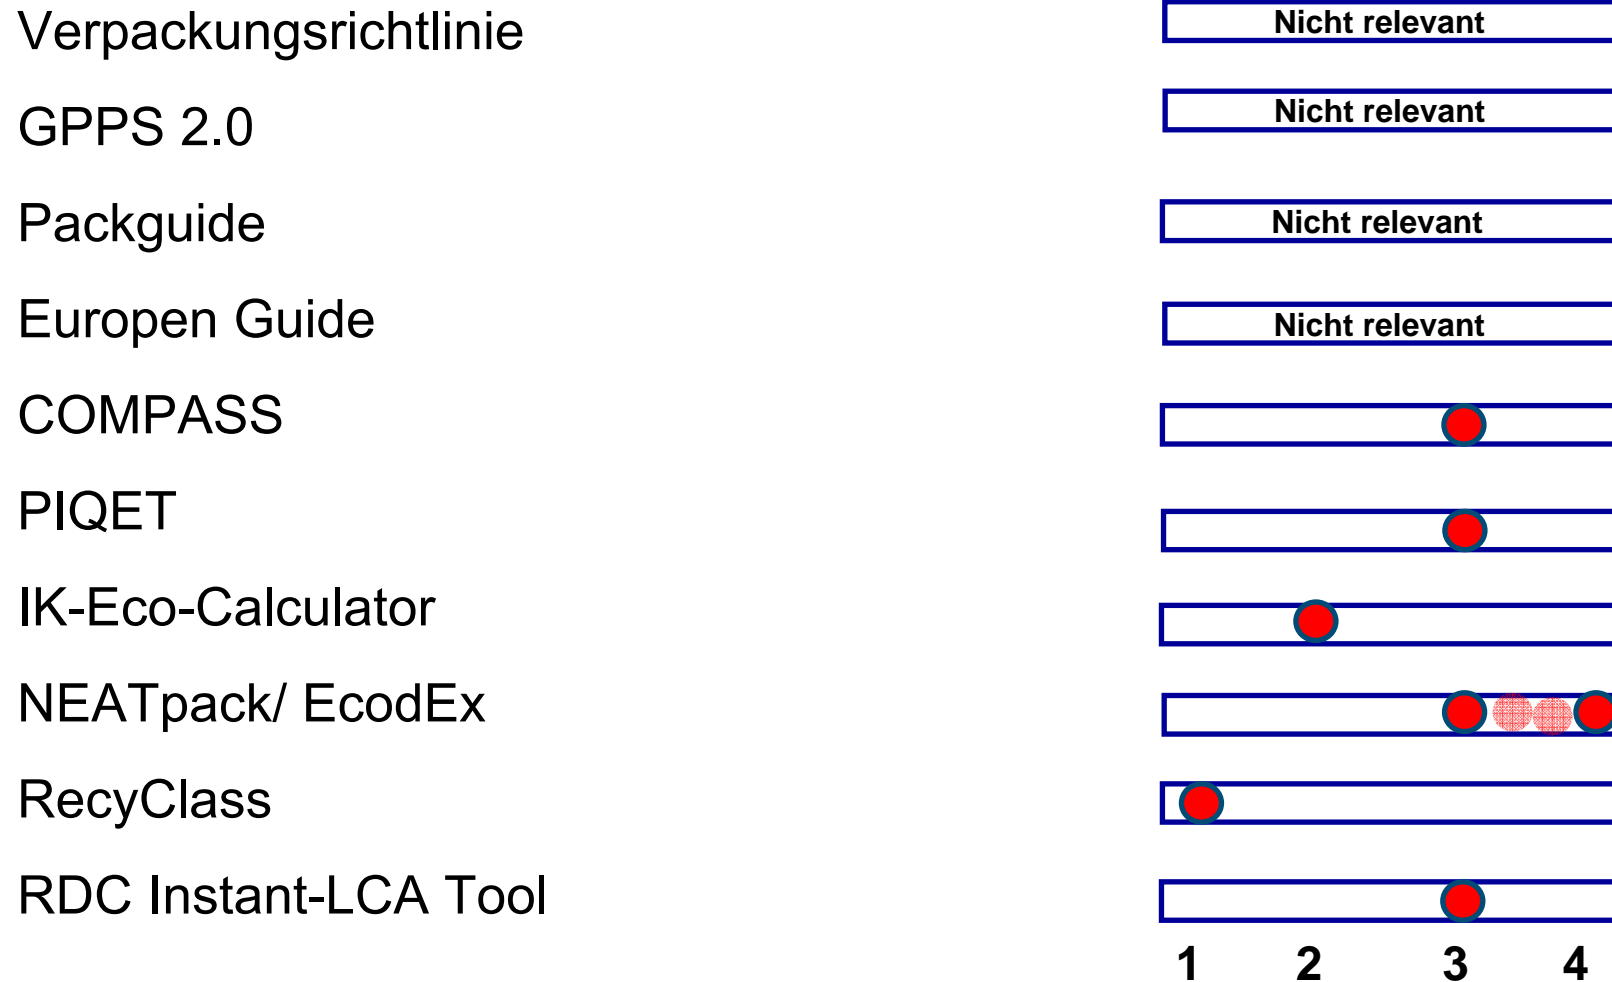 Verpackungsrichtlinie Nicht relevant
GPPS 2.0 Nicht relevant
Packguide Nicht relevant
Europen Guide Nicht relevant
COMPASS
PIQET
IK-Eco-Calculator
NEATpack/ EcodEx
RecyClass
RDC Instant-LCA Tool
1 2 3 4